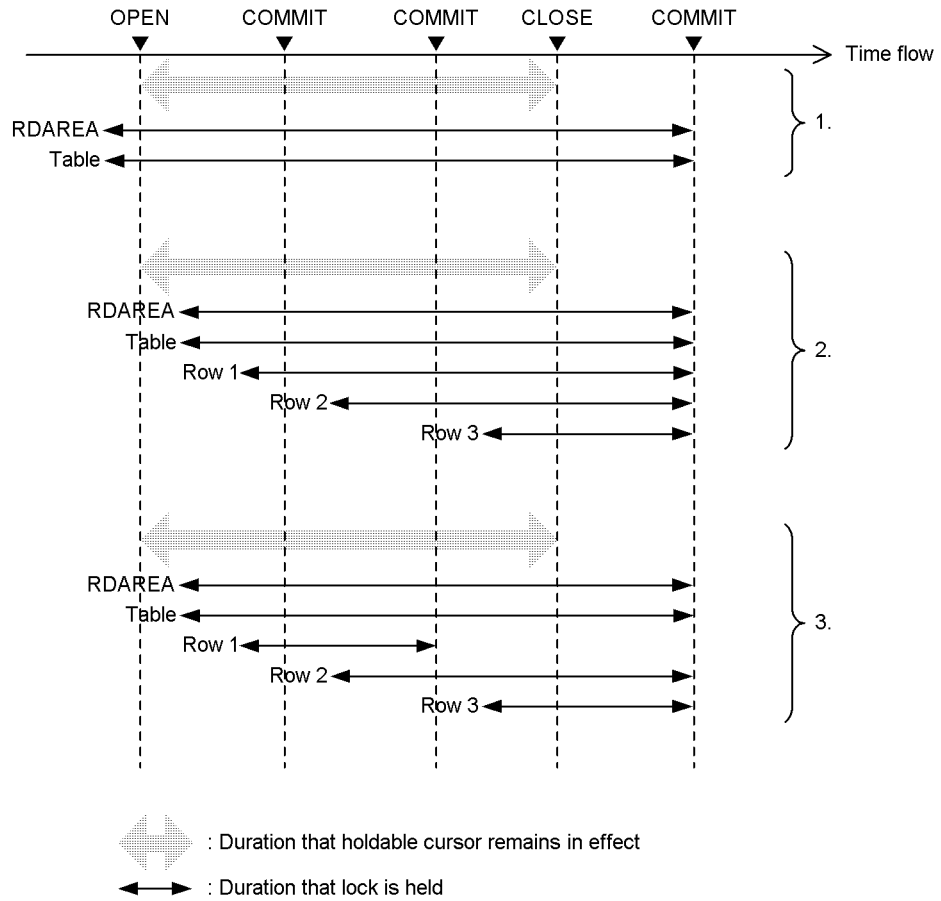 OPEN COMMIT COMMIT CLOSE COMMIT
Time flow
RDAREA
1.
Table
RDAREA
Table
2.
Row 1
Row 2
Row 3
RDAREA
Table
3.
Row 1
Row 2
Row 3
: Duration that holdable cursor remains in effect
: Duration that lock is held